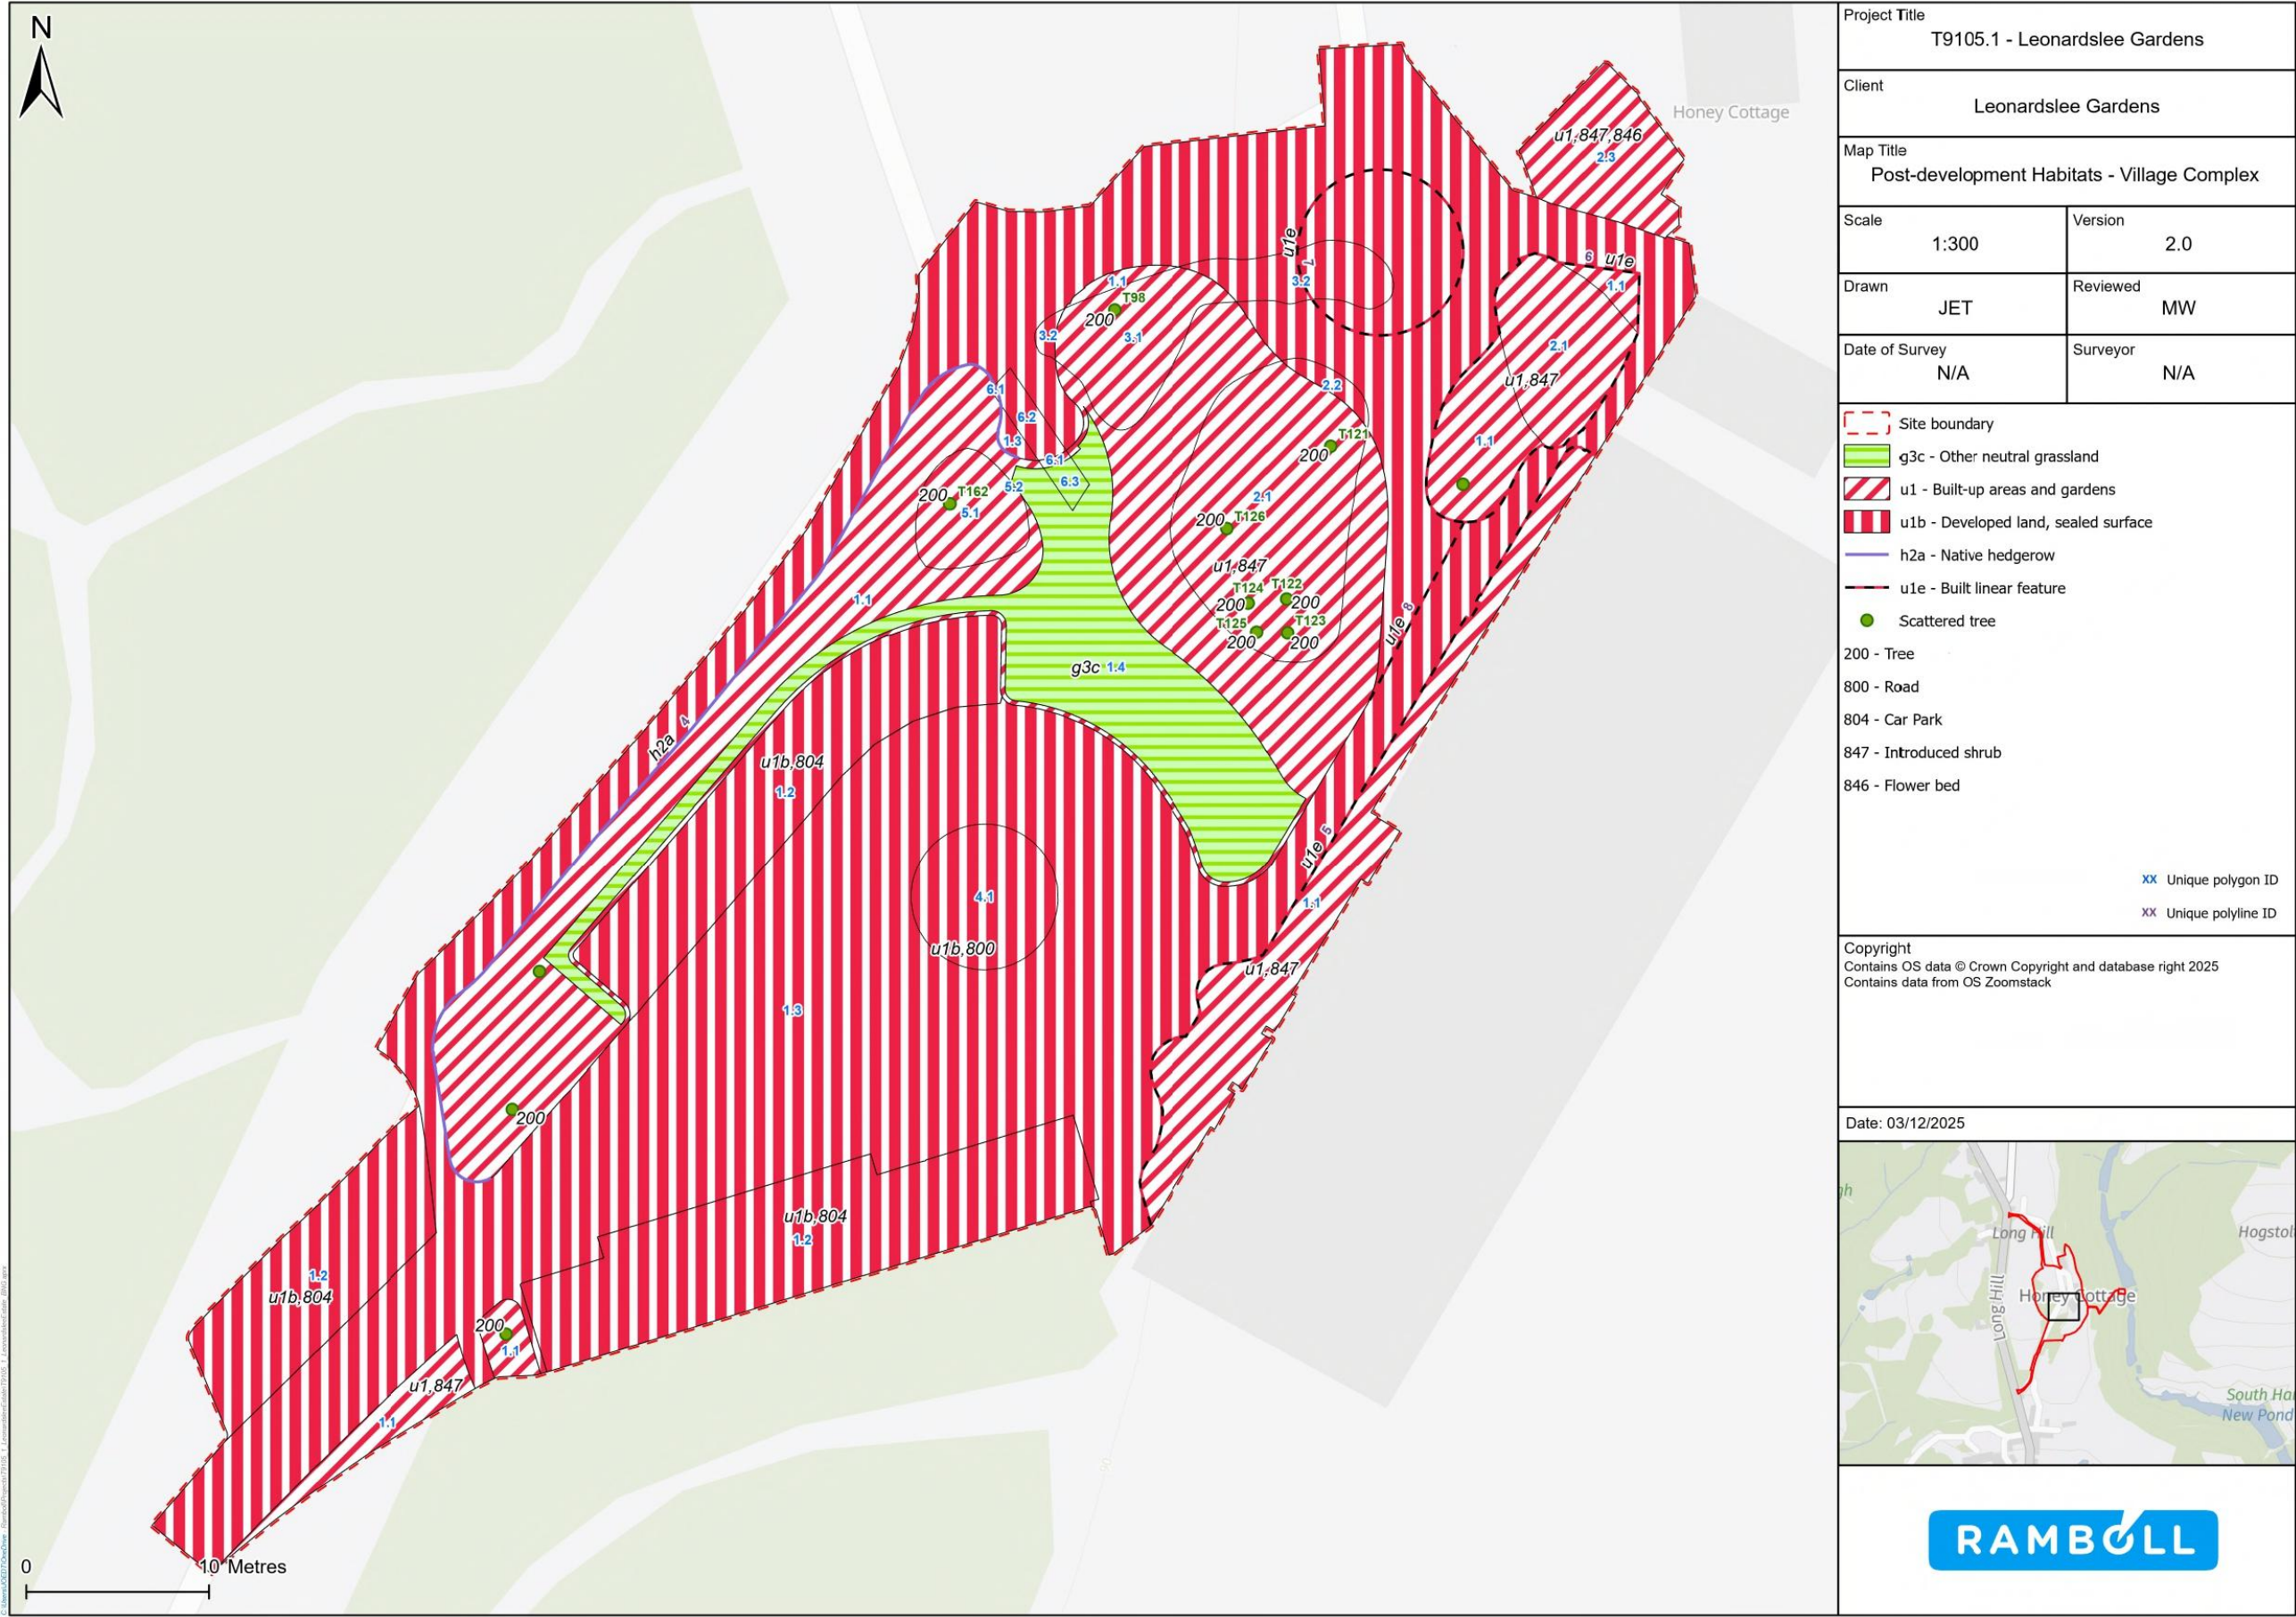 N
Honey Cottage
u1,847,846
2.3
u1e
7
3.2
6 u1e
1.1
1.1
T98
200
3.2
3.1
2.1
u1,847
2.2
6.1
6.2
1.3
6.1
T121
200
1.1
6.3
5.2
200 T162
5.1
2.1
T126
200
u1,847
T124 T122
200 200
T125 T123
200 200
1.1
u1e 8
g3c 1.4
h2a 4
u1b,804
1.2
u1e 5
4.1
1.1
u1b,800
u1,847
1.3
200
u1b,804
1.2
1.2
u1b,804
200
1.1
u1,847
1.1
90
0 10 Metres
Project Title
T9105.1 - Leonardslee Gardens
Client
Leonardslee Gardens
Map Title
Post-development Habitats - Village Complex
Scale
1:300
Version
2.0
Drawn
JET
Reviewed
MW
Date of Survey
N/A
Surveyor
N/A
Site boundary
g3c - Other neutral grassland
u1 - Built-up areas and gardens
u1b - Developed land, sealed surface
h2a - Native hedgerow
u1e - Built linear feature
Scattered tree
200 - Tree
800 - Road
804 - Car Park
847 - Introduced shrub
846 - Flower bed
XX Unique polygon ID
XX Unique polyline ID
Copyright
Contains OS data © Crown Copyright and database right 2025
Contains data from OS Zoomstack
Date: 03/12/2025
gh
Long Hill
Hogstol
Honey Cottage
Long Hill
South Ha
New Pond
RAMBOLL